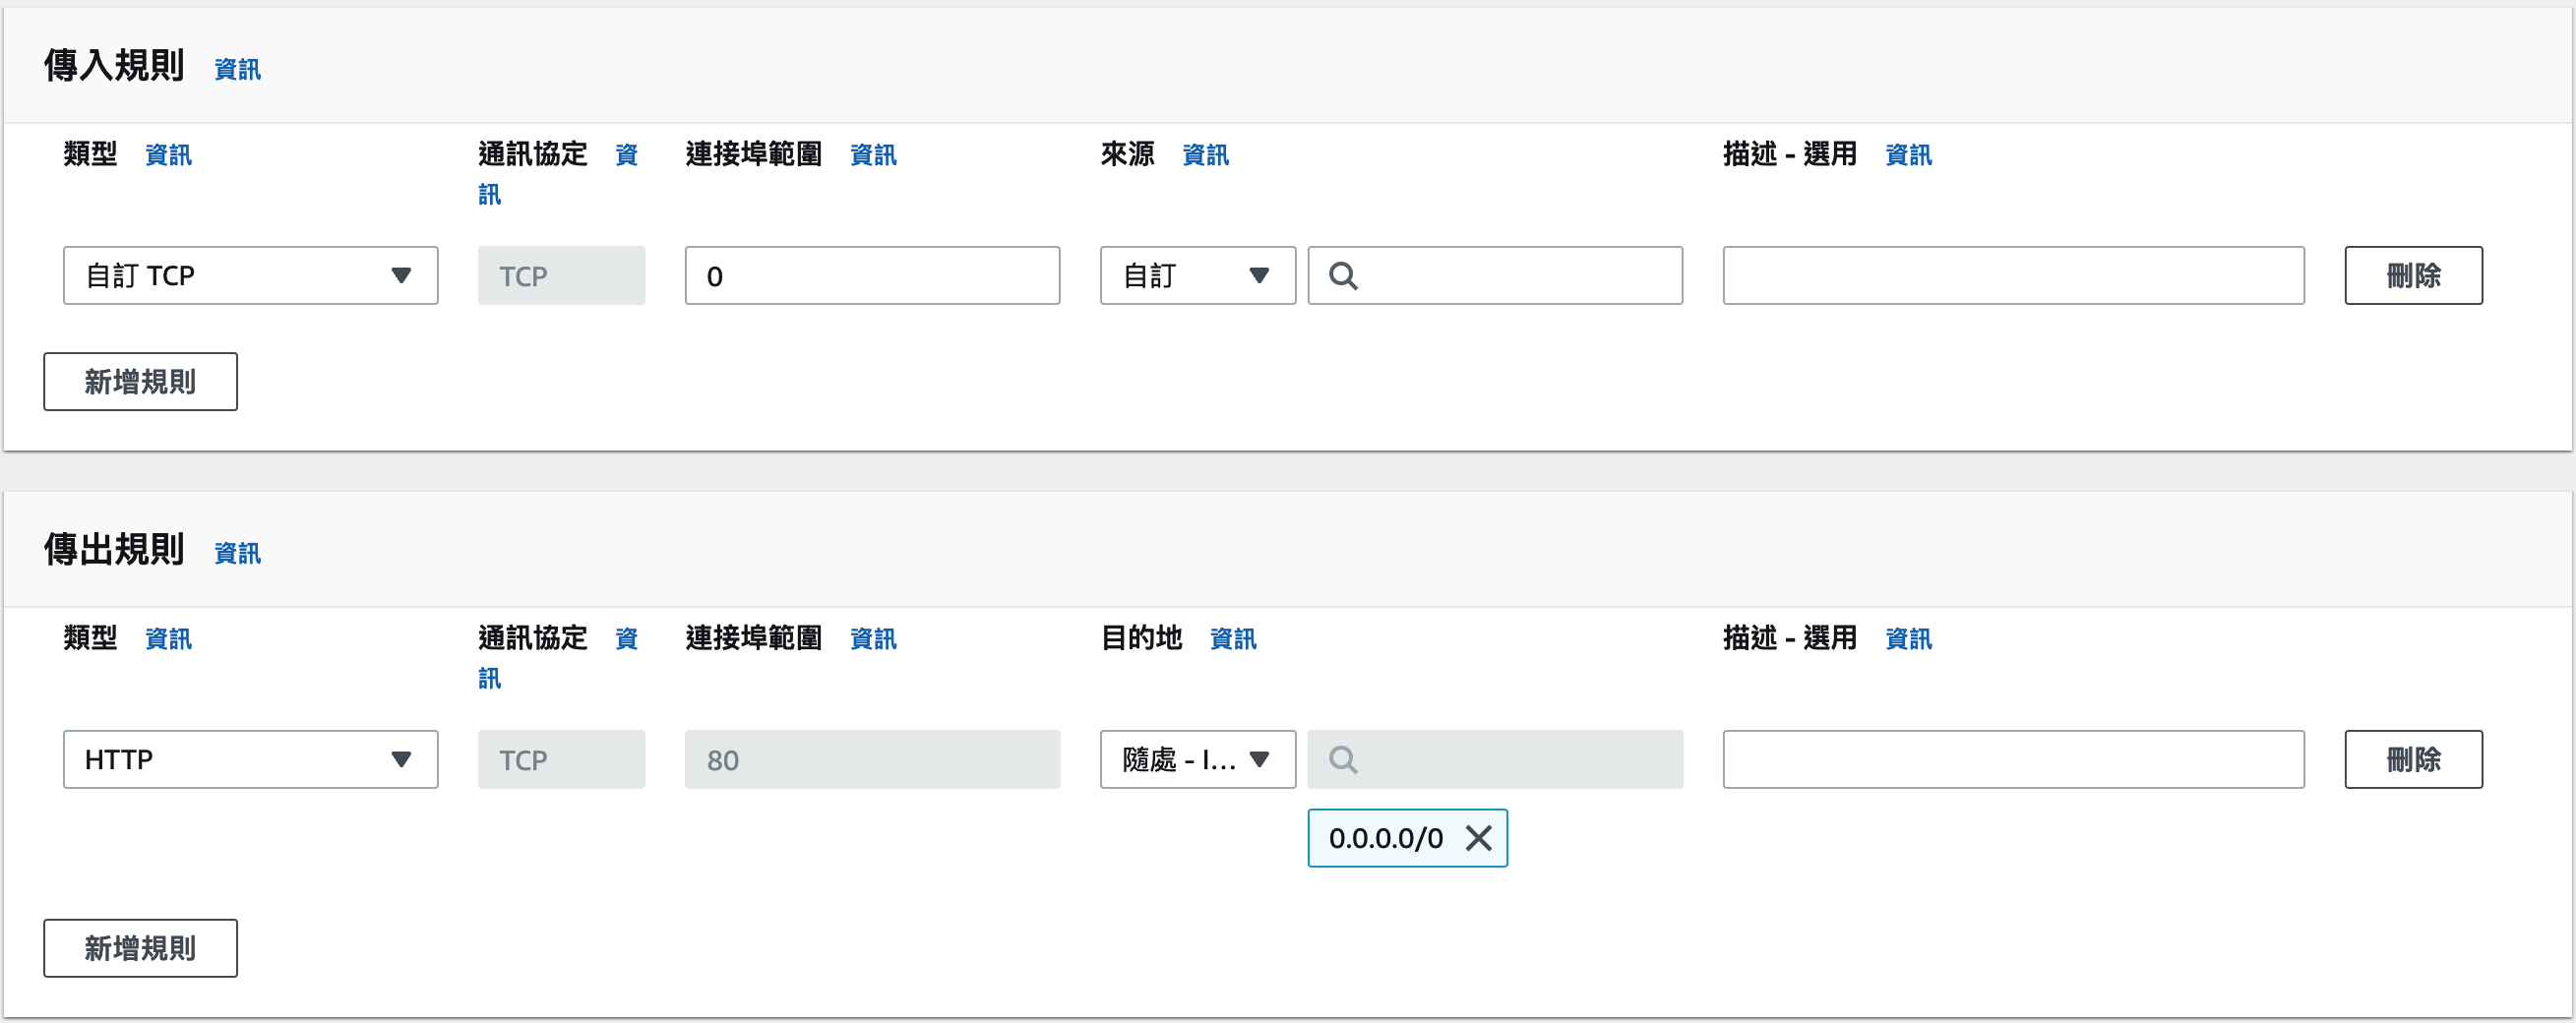 傳入規則 資訊
類型 資訊 通訊協定 資訊 連接埠範圍 資訊 來源 資訊 描述 - 選用 資訊
自訂 TCP TCP 0 自訂 刪除
新增規則
傳出規則 資訊
類型 資訊 通訊協定 資訊 連接埠範圍 資訊 目的地 資訊 描述 - 選用 資訊
HTTP TCP 80 隨處 - I... 刪除
0.0.0.0/0
新增規則